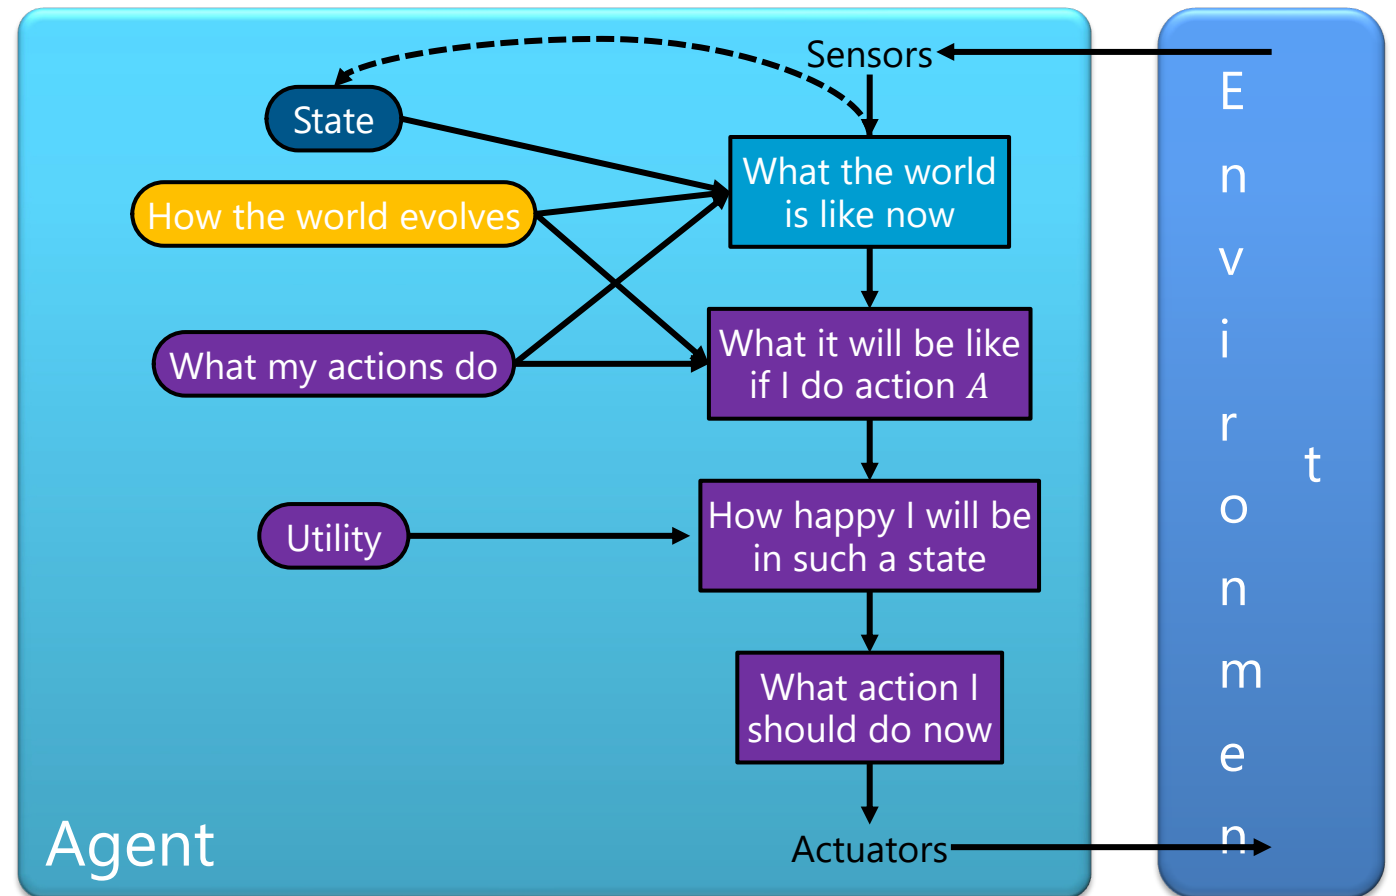 Sensors
State
What the world
is like now
How the world evolves
What it will be like
if I do action A
What my actions do
How happy I will be
in such a state
Utility
What action I
should do now
Agent
Actuators
E
n
v
i
r
o
n
m
e
n
t